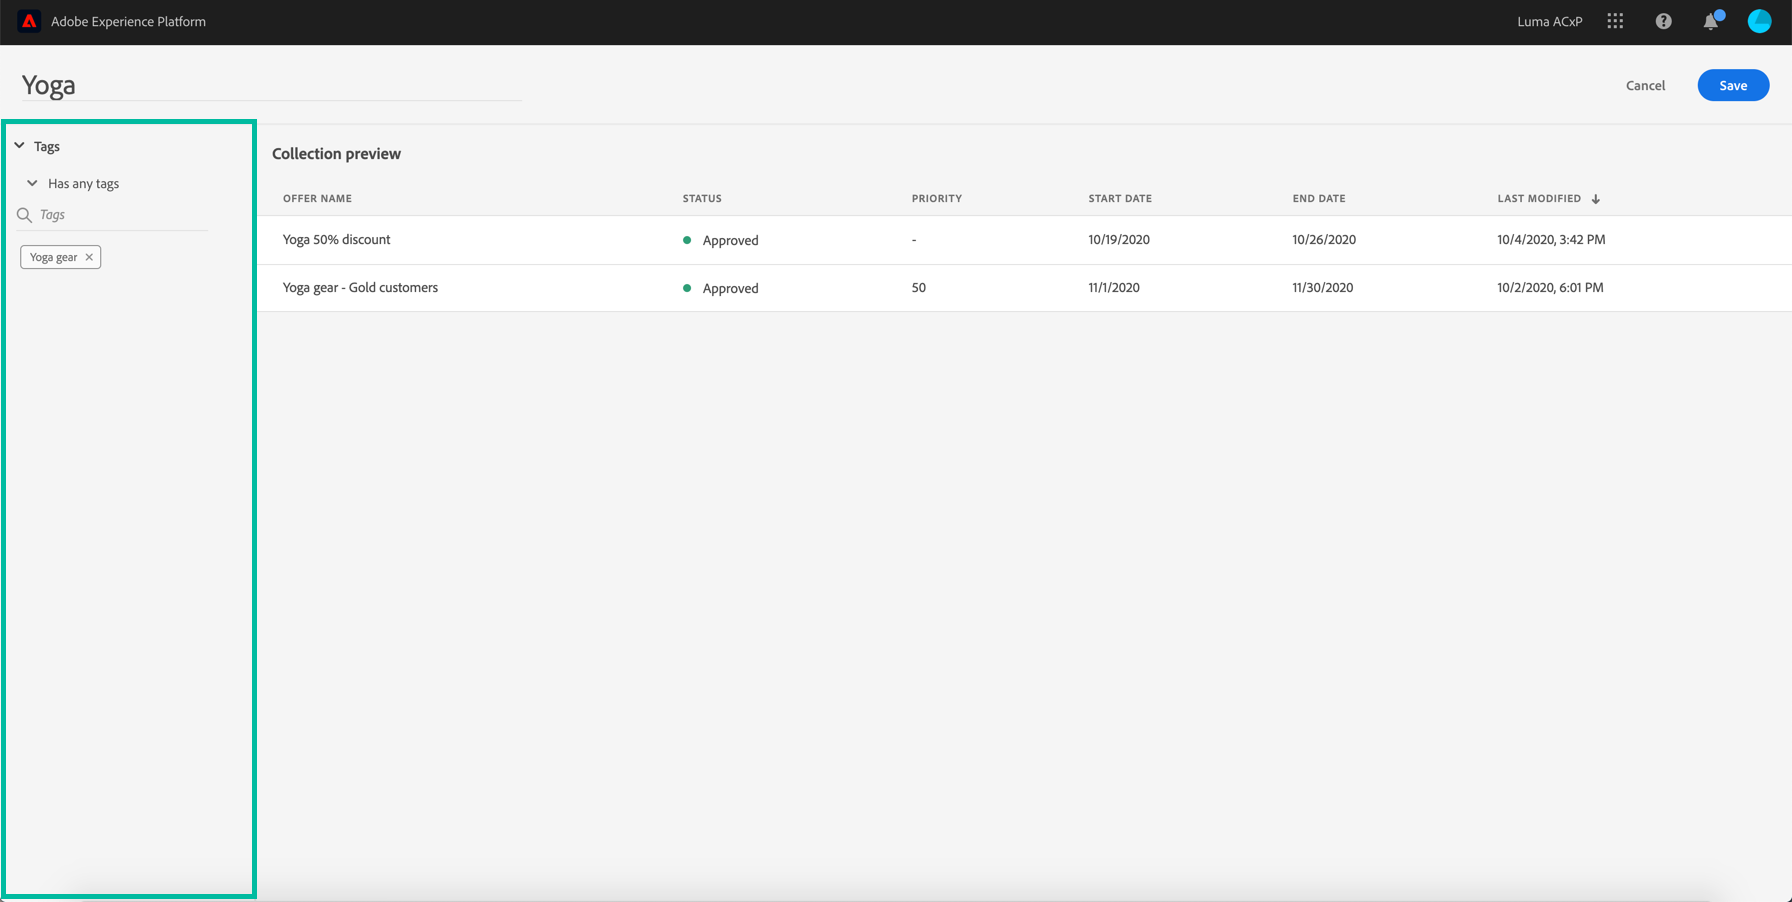 Adobe Experience Platform
Luma ACxP
Yoga
Cancel
Save
Tags
Has any tags
Tags
Yoga gear
Collection preview
OFFER NAME STATUS PRIORITY START DATE END DATE LAST MODIFIED
Yoga 50% discount Approved - 10/19/2020 10/26/2020 10/4/2020, 3:42 PM
Yoga gear - Gold customers Approved 50 11/1/2020 11/30/2020 10/2/2020, 6:01 PM